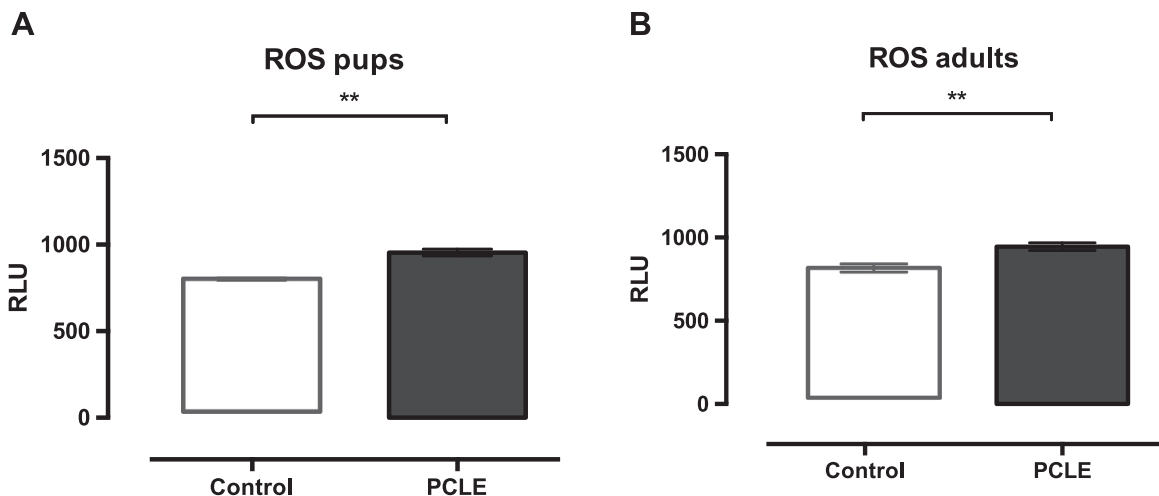 A
ROS pups
**
1500
1000
500
0
RLU
Control PCLE
B
ROS adults
**
1500
1000
500
0
RLU
Control PCLE